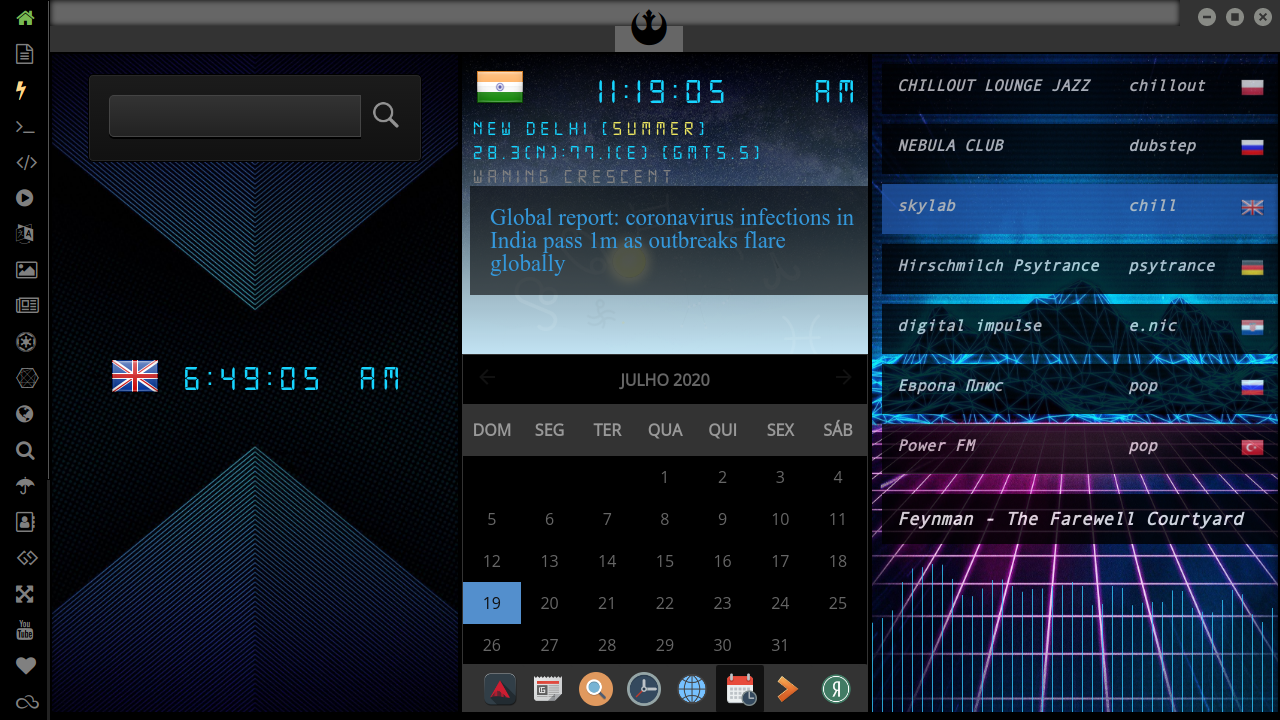 6:49:05 AM
11:19:05 AM
NEW DELHI (SUMMER)
28.3(N):77.1(E) (GMT5.5)
WANING CRESCENT
Global report: coronavirus infections in
India pass 1m as outbreaks flare
globally
JULHO 2020
DOM SEG TER QUA QUI SEX SÁB
1 2 3 4
5 6 7 8 9 10 11
12 13 14 15 16 17 18
19 20 21 22 23 24 25
26 27 28 29 30 31
CHILLOUT LOUNGE JAZZ chillout
NEBULA CLUB dubstep
skylab chill
Hirschmilch Psytrance psytrance
digital impulse e.nic
Европа Плюс pop
Power FM pop
Feynman - The Farewell Courtyard
You
Tube
Я